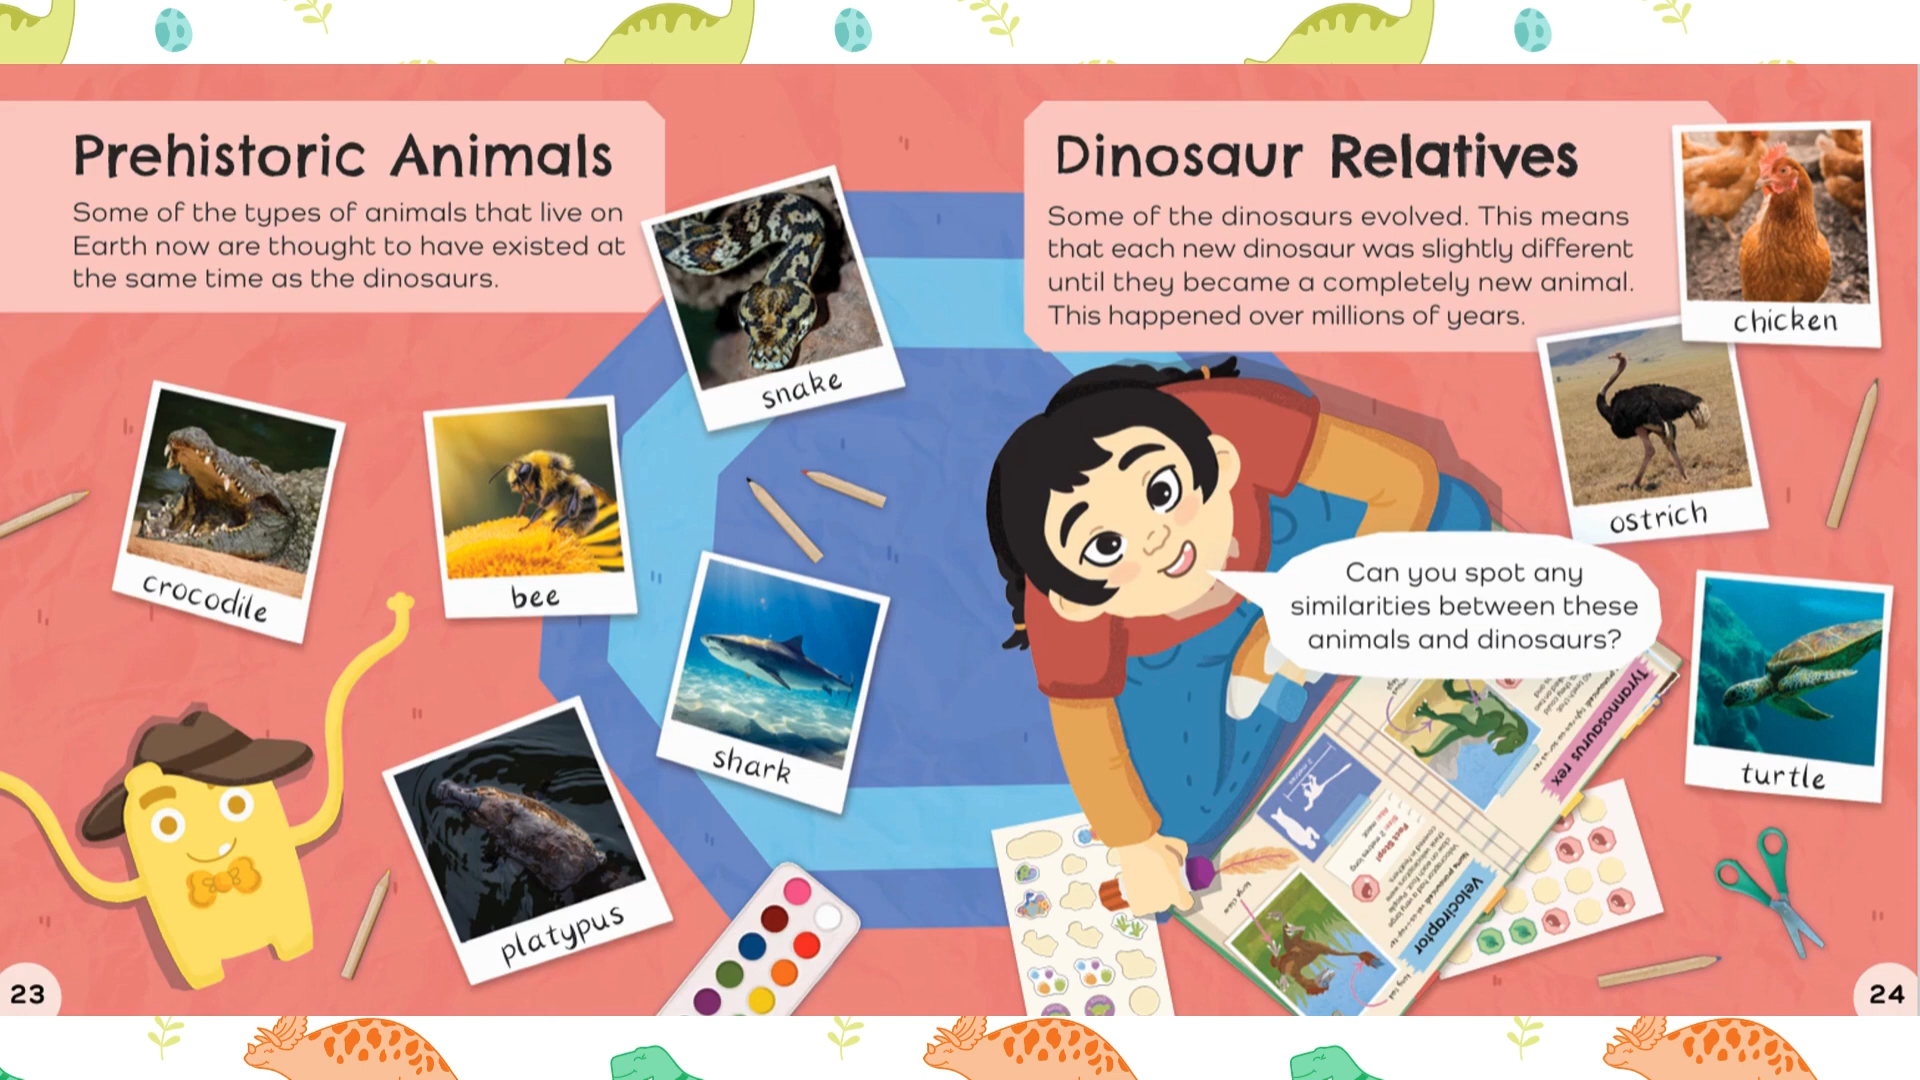 Prehistoric Animals
Some of the types of animals that live on
Earth now are thought to have existed at
the same time as the dinosaurs.
snake
crocodile
bee
shark
platypus
23
Dinosaur Relatives
Some of the dinosaurs evolved. This means
that each new dinosaur was slightly different
until they became a completely new animal.
This happened over millions of years.
chicken
ostrich
Can you spot any
similarities between these
animals and dinosaurs?
turtle
Tyrannosaurus rex
Velociraptor
Fact Stop!
24